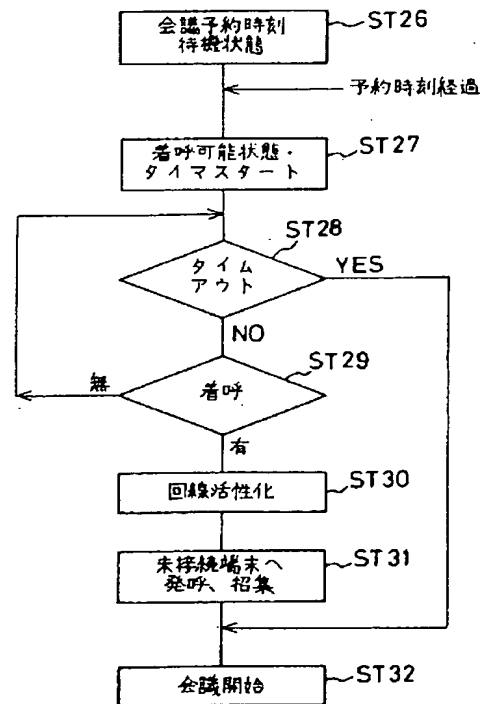 会議予約時刻
待機状態
ST26
予約時刻経過
着呼可能状態・
タイマスタート
ST27
ST28
タイム
アウト
YES
NO
ST29
着呼
無
有
回線活性化
ST30
未接続端末へ
発呼、招集
ST31
会議開始
ST32